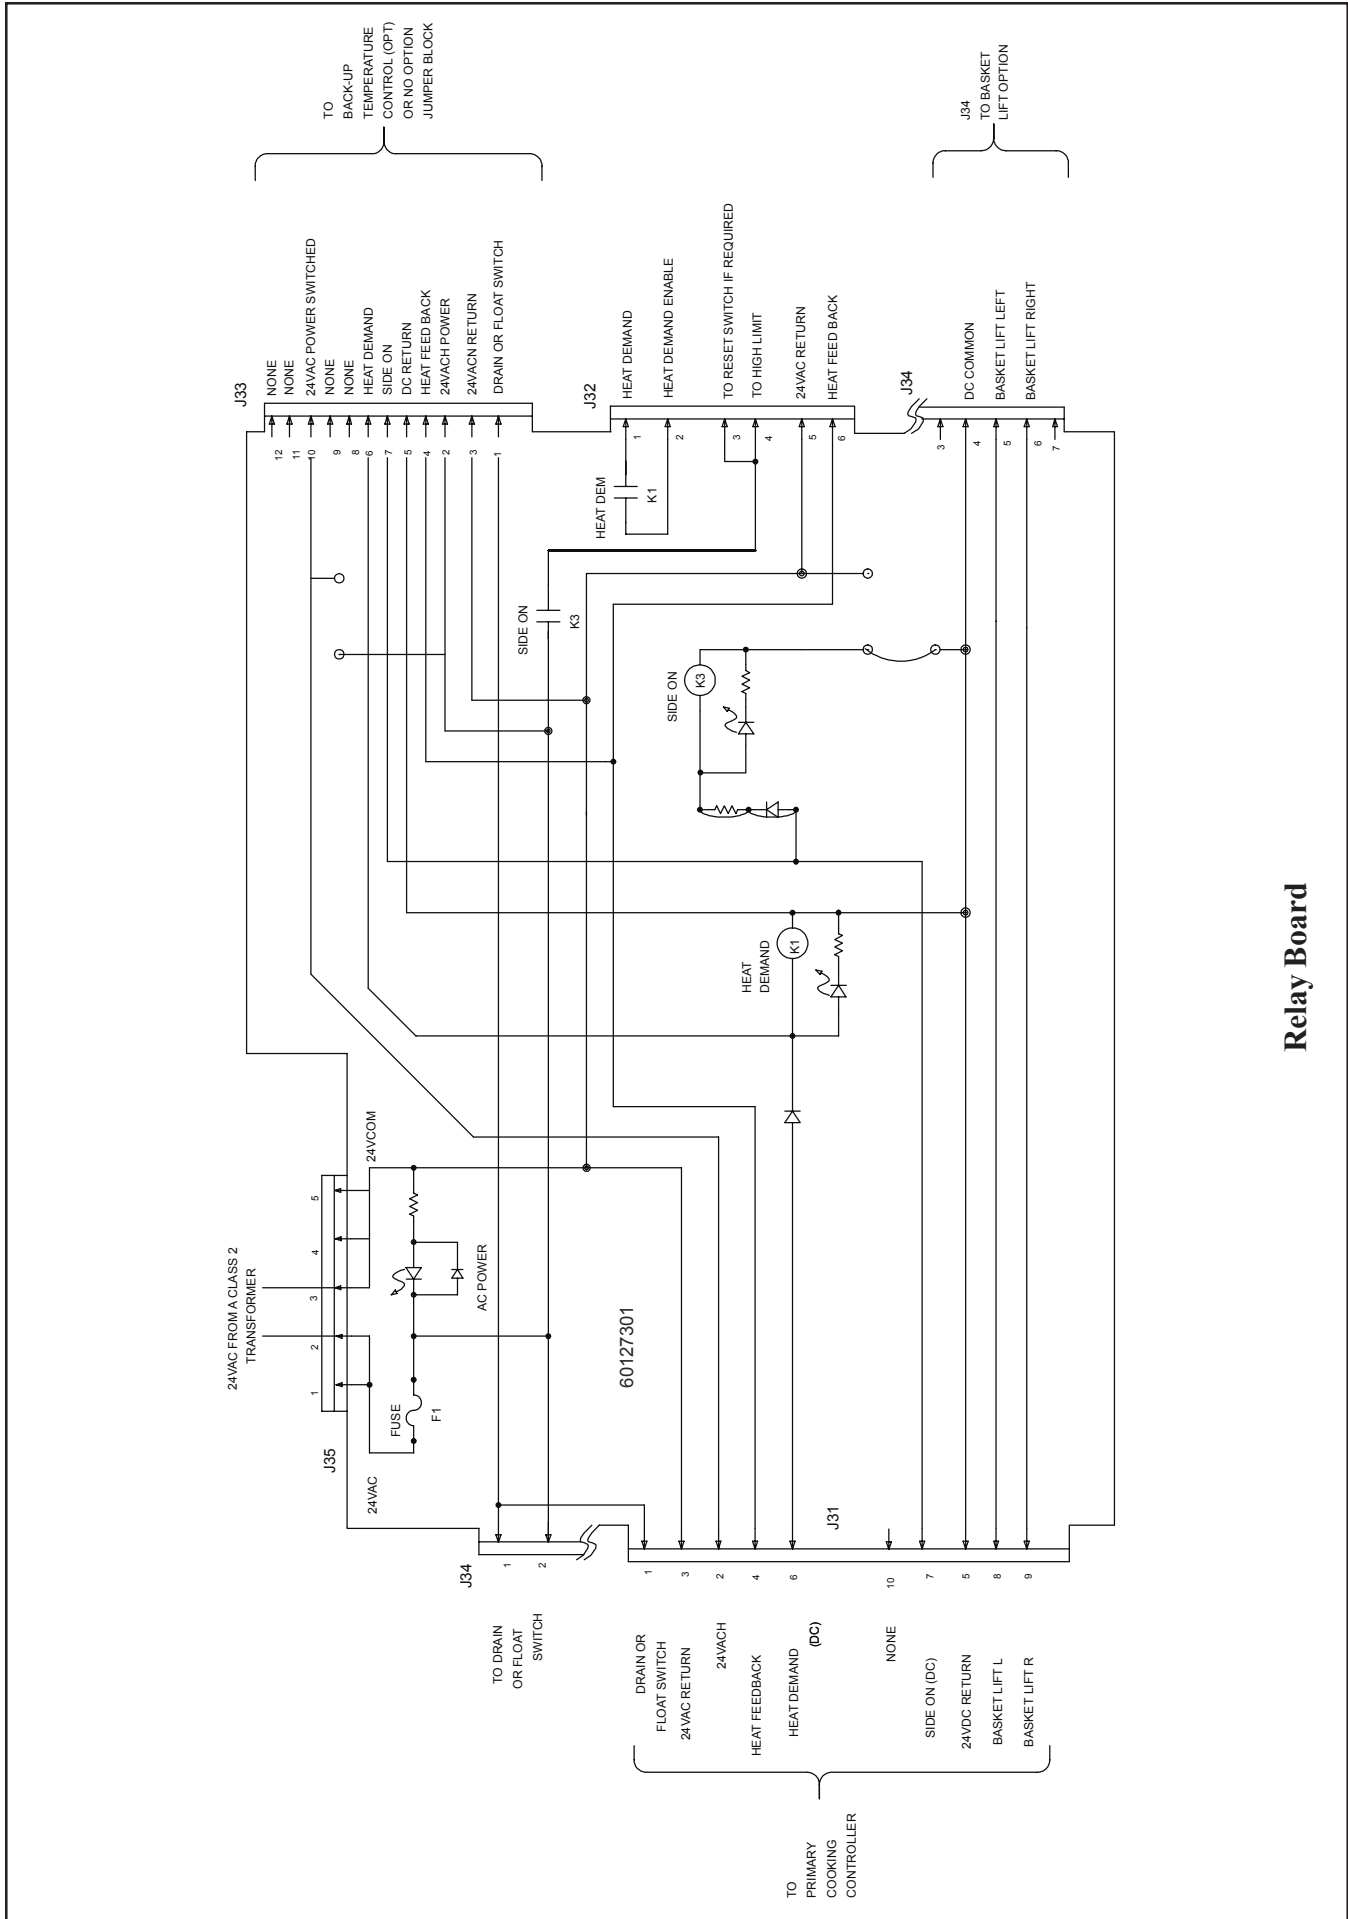 TO
BACK-UP
TEMPERATURE
CONTROL (OPT)
OR NO OPTION
JUMPER BLOCK
J34
TO BASKET
LIFT OPTION
J33
NONE
NONE
24VAC POWER SWITCHED
NONE
NONE
HEAT DEMAND
SIDE ON
DC RETURN
HEAT FEED BACK
24VACH POWER
24VACN RETURN
DRAIN OR FLOAT SWITCH
12
11
10
9
8
6
7
5
4
2
3
1
J32
HEAT DEMAND
HEAT DEMAND ENABLE
TO RESET SWITCH IF REQUIRED
TO HIGH LIMIT
24VAC RETURN
HEAT FEED BACK
1
2
3
4
5
6
J34
DC COMMON
BASKET LIFT LEFT
BASKET LIFT RIGHT
3
4
5
6
7
HEAT DEM
K1
SIDE ON
K3
SIDE ON
K3
HEAT
DEMAND
K1
24VAC FROM A CLASS 2
TRANSFORMER
1
2
3
4
5
24VCOM
J35
24VAC
FUSE
F1
AC POWER
60127301
J34
1
2
TO DRAIN
OR FLOAT
SWITCH
J31
1
3
2
4
6
10
7
5
8
9
DRAIN OR
FLOAT SWITCH
24VAC RETURN
24VACH
HEAT FEEDBACK
HEAT DEMAND
(DC)
NONE
SIDE ON (DC)
24VDC RETURN
BASKET LIFT L
BASKET LIFT R
TO
PRIMARY
COOKING
CONTROLLER
Relay Board